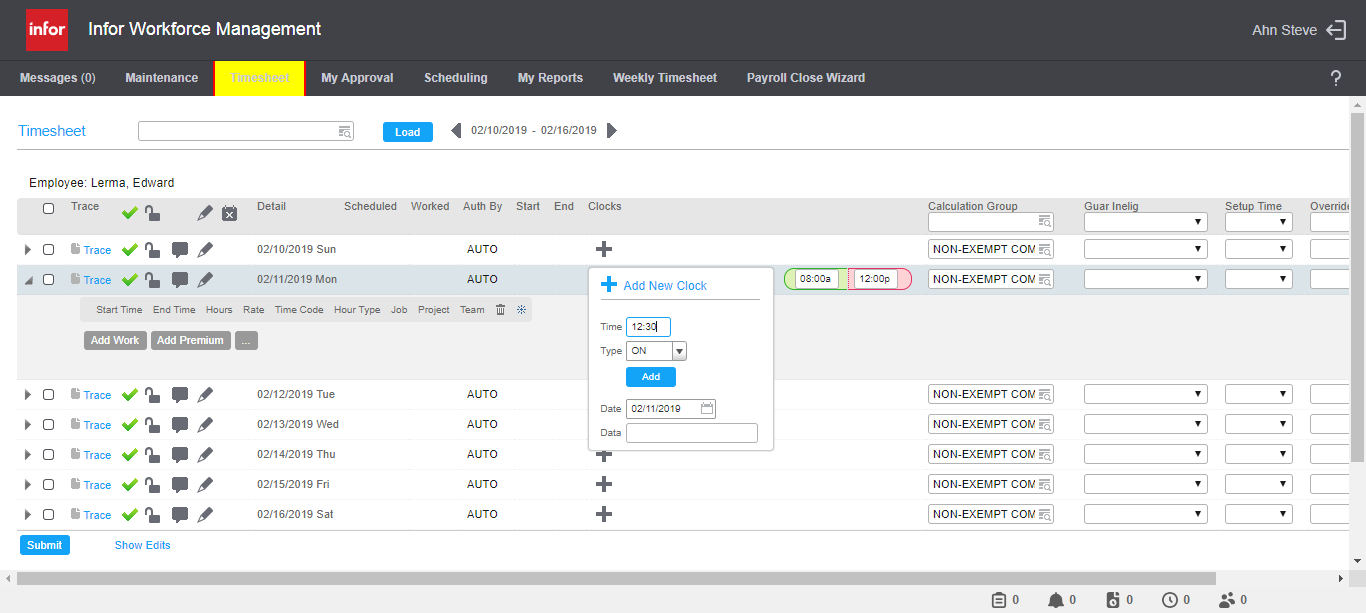 infor Infor Workforce Management Ahn Steve
Messages (0) Maintenance Timesheet My Approval Scheduling My Reports Weekly Timesheet Payroll Close Wizard ?
Timesheet Load 02/10/2019 - 02/16/2019
Employee: Lerma, Edward
Trace Detail Scheduled Worked Auth By Start End Clocks Calculation Group Guar Inelig Setup Time Override
Trace 02/10/2019 Sun AUTO NON-EXEMPT COM
Trace 02/11/2019 Mon AUTO 08:00a 12:00p NON-EXEMPT COM
Add New Clock
Start Time End Time Hours Rate Time Code Hour Type Job Project Team
Time 12:30
Add Work Add Premium ...
Type ON
Add
Trace 02/12/2019 Tue AUTO NON-EXEMPT COM
Date 02/11/2019
Trace 02/13/2019 Wed AUTO NON-EXEMPT COM
Data
Trace 02/14/2019 Thu AUTO NON-EXEMPT COM
Trace 02/15/2019 Fri AUTO NON-EXEMPT COM
Trace 02/16/2019 Sat AUTO NON-EXEMPT COM
Submit Show Edits
0 0 0 0 0